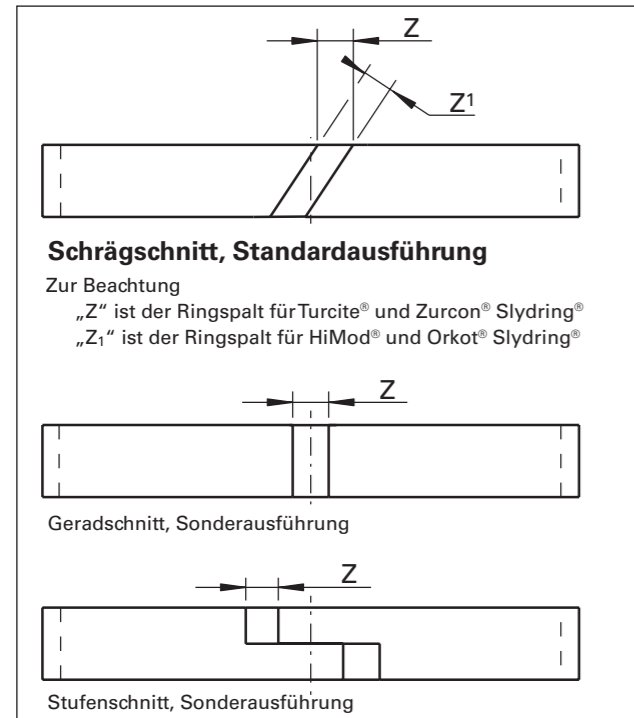 Z
Z1
Schrägschnitt, Standardausführung
Zur Beachtung
„Z“ ist der Ringspalt für Turcite® und Zurcon® Slydring®
„Z1“ ist der Ringspalt für HiMod® und Orkot® Slydring®
Z
Geradschnitt, Sonderausführung
Z
Stufenschnitt, Sonderausführung